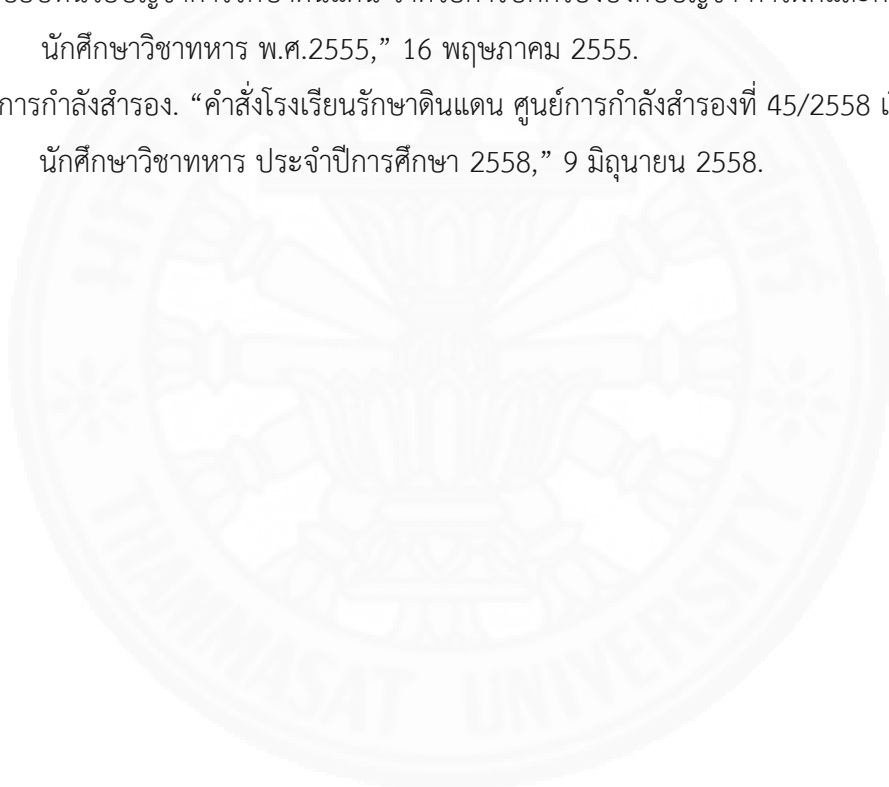 นักศึกษาวิชาทหาร พ.ศ.2555,” 16 พฤษภาคม 2555.
การกำลังสำรอง. “คำสั่งโรงเรียนรักษาดินแดน ศูนย์การกำลังสำรองที่ 45/2558
นักศึกษาวิชาทหาร ประจำปีการศึกษา 2558,” 9 มิถุนายน 2558.
THAMMASAT UNIVERSITY